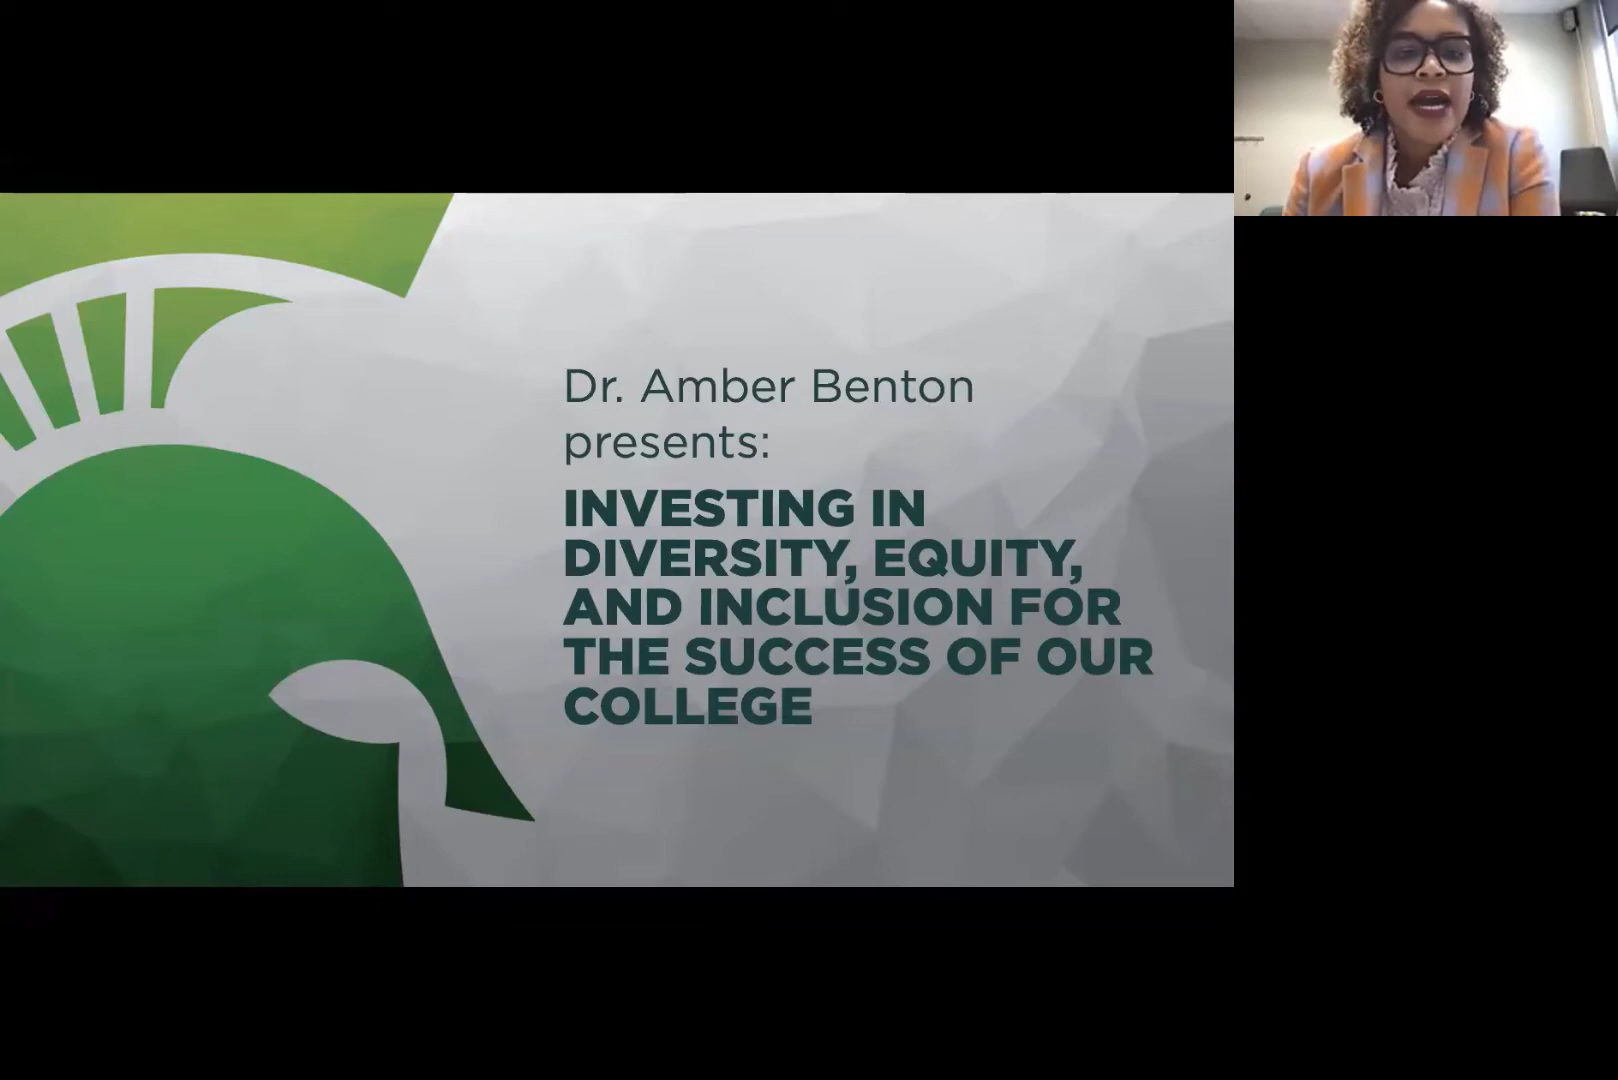 Dr. Amber Benton
presents:
INVESTING IN
DIVERSITY, EQUITY,
AND INCLUSION FOR
THE SUCCESS OF OUR
COLLEGE